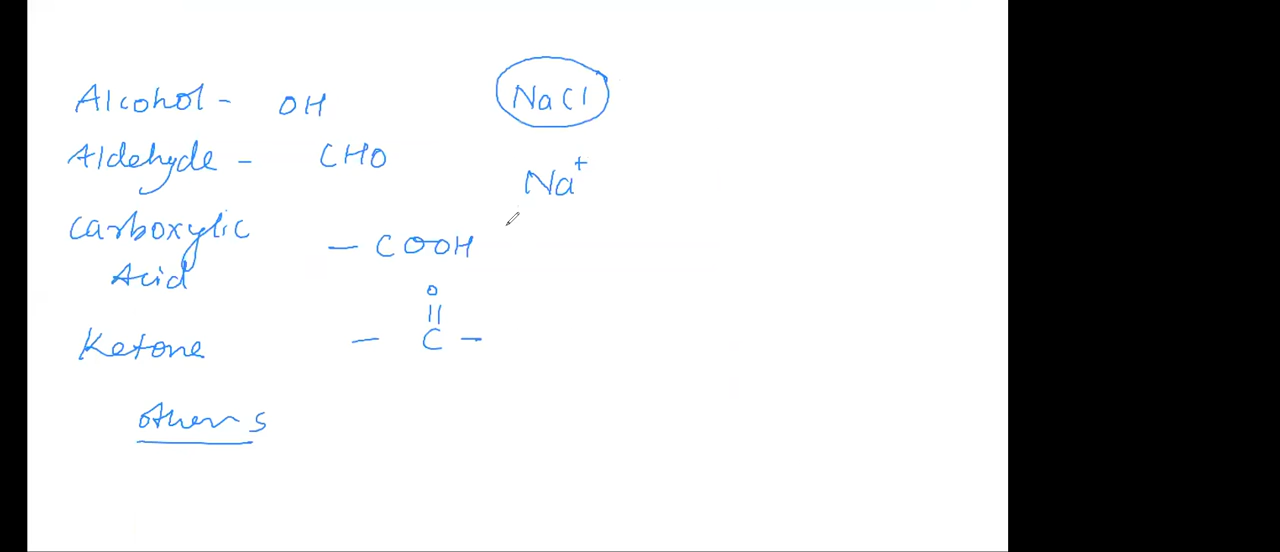 Alcohol - OH
NaCl
Aldehyde - CHO
Na+
Carboxylic
Acid
- COOH
O
||
Ketone - C -
others